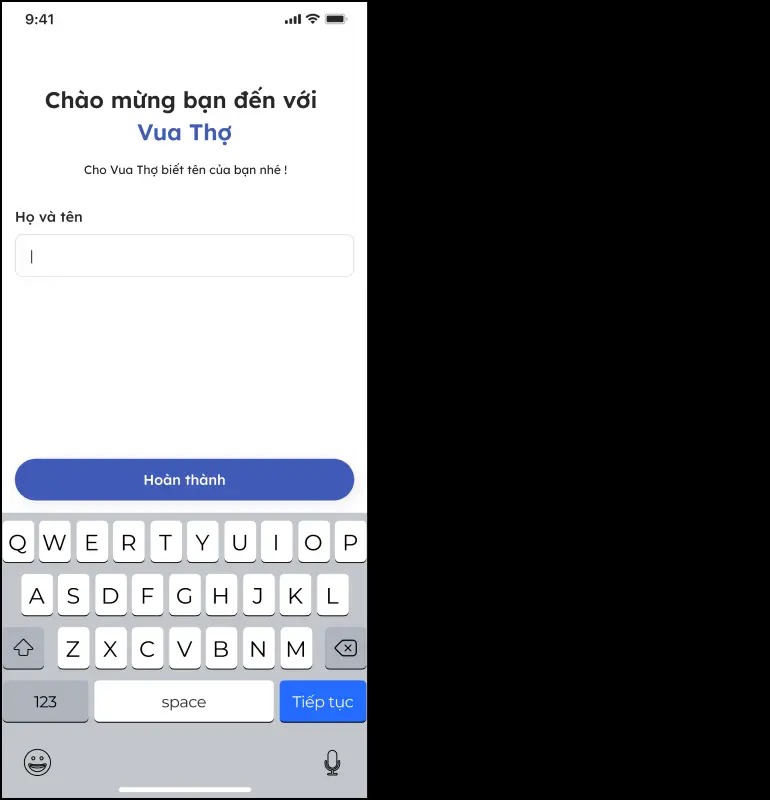 9:41
Chào mừng bạn đến với
Vua Thợ
Cho Vua Thợ biết tên của bạn nhé !
Họ và tên
Hoàn thành
Q W E R T Y U I O P
A S D F G H J K L
Z X C V B N M
123 space Tiếp tục